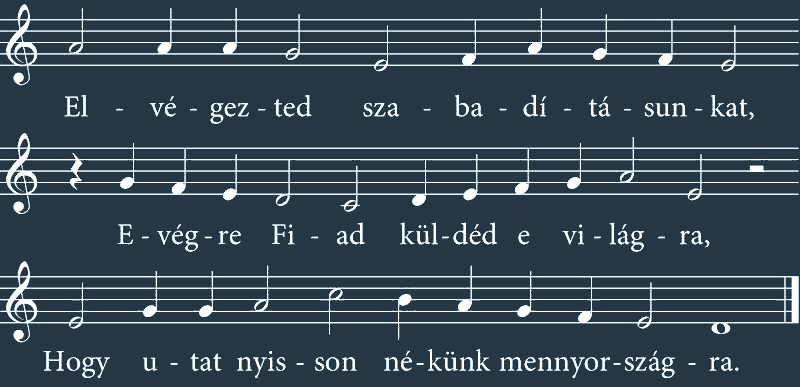 El - vé - gez - ted sza - ba - dí - tá - sun - kat,
E - vég - re Fi - ad kül - déd e vi - lág - ra,
Hogy u - tat nyis - son né - künk mennyor - szág - ra.